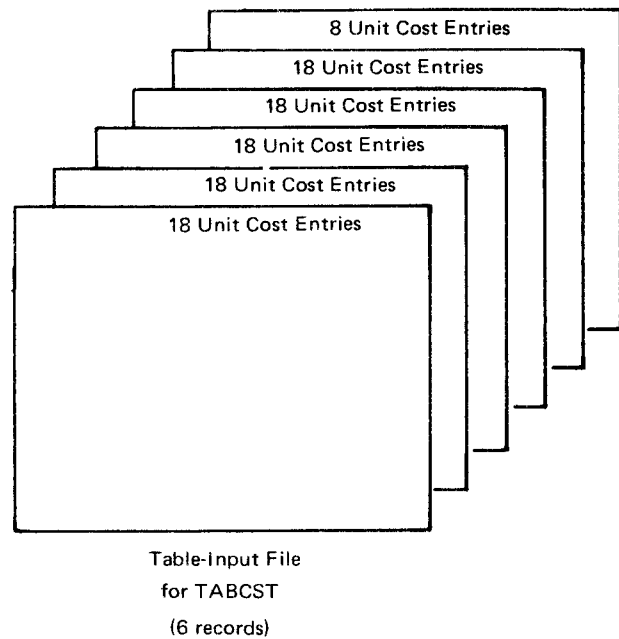 8 Unit Cost Entries
18 Unit Cost Entries
18 Unit Cost Entries
18 Unit Cost Entries
18 Unit Cost Entries
18 Unit Cost Entries
Table-Input File
for TABCST
(6 records)